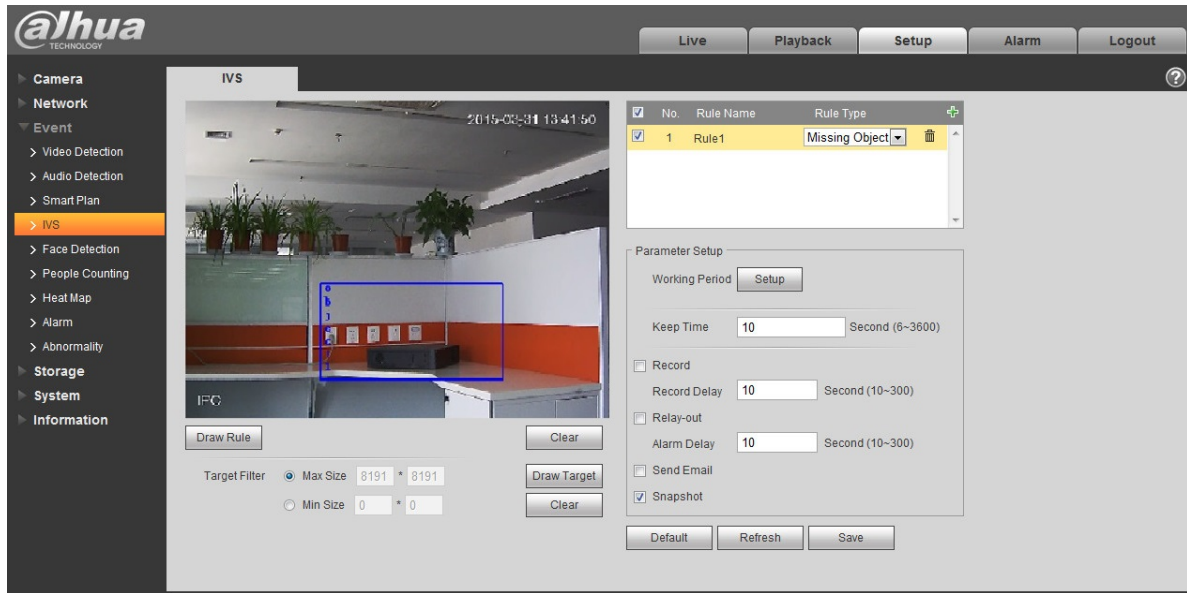 alhua
TECHNOLOGY
Live
Playback
Setup
Alarm
Logout
Camera
Network
Event
Video Detection
Audio Detection
Smart Plan
IVS
Face Detection
People Counting
Heat Map
Alarm
Abnormality
Storage
System
Information
IVS
2015-03-31 13:41:50
IPC
Draw Rule
Clear
Target Filter Max Size 8191 * 8191 Draw Target
Min Size 0 * 0 Clear
No. Rule Name Rule Type
1 Rule1 Missing Object
Parameter Setup
Working Period Setup
Keep Time 10 Second (6~3600)
Record
Record Delay 10 Second (10~300)
Relay-out
Alarm Delay 10 Second (10~300)
Send Email
Snapshot
Default Refresh Save
?